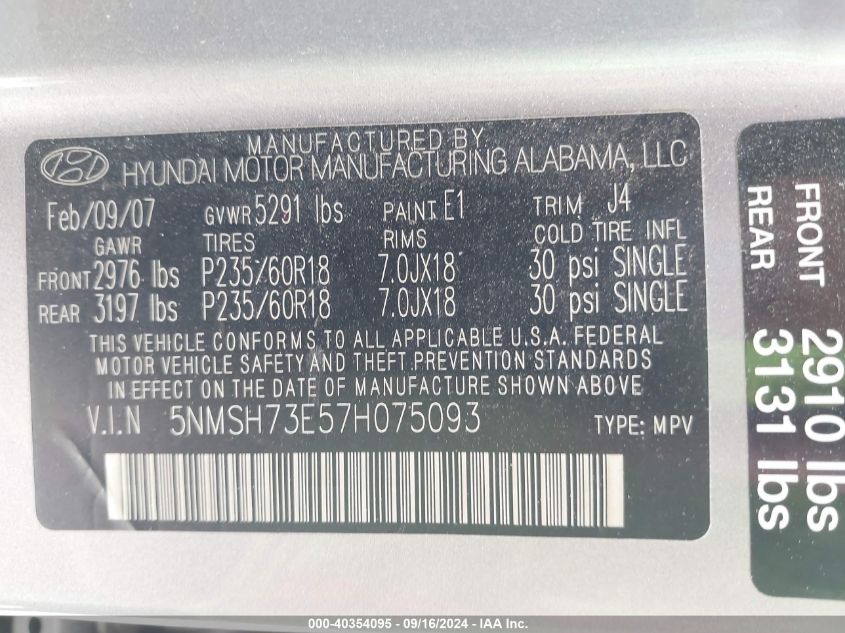 MANUFACTURED BY
HYUNDAI MOTOR MANUFACTURING ALABAMA, LLC
Feb/09/07 GVWR 5291 lbs PAINT E1 TRIM J4
GAWR TIRES RIMS COLD TIRE INFL
FRONT 2976 lbs P235/60R18 7.0JX18 30 psi SINGLE
REAR 3197 lbs P235/60R18 7.0JX18 30 psi SINGLE
THIS VEHICLE CONFORMS TO ALL APPLICABLE U.S.A. FEDERAL
MOTOR VEHICLE SAFETY AND THEFT PREVENTION STANDARDS
IN EFFECT ON THE DATE OF MANUFACTURE SHOWN ABOVE
V.I.N 5NMSH73E57H075093 TYPE: MPV
FRONT 2910 lbs
REAR 3131 lbs
000-40354095 - 09/16/2024 - IAA Inc.